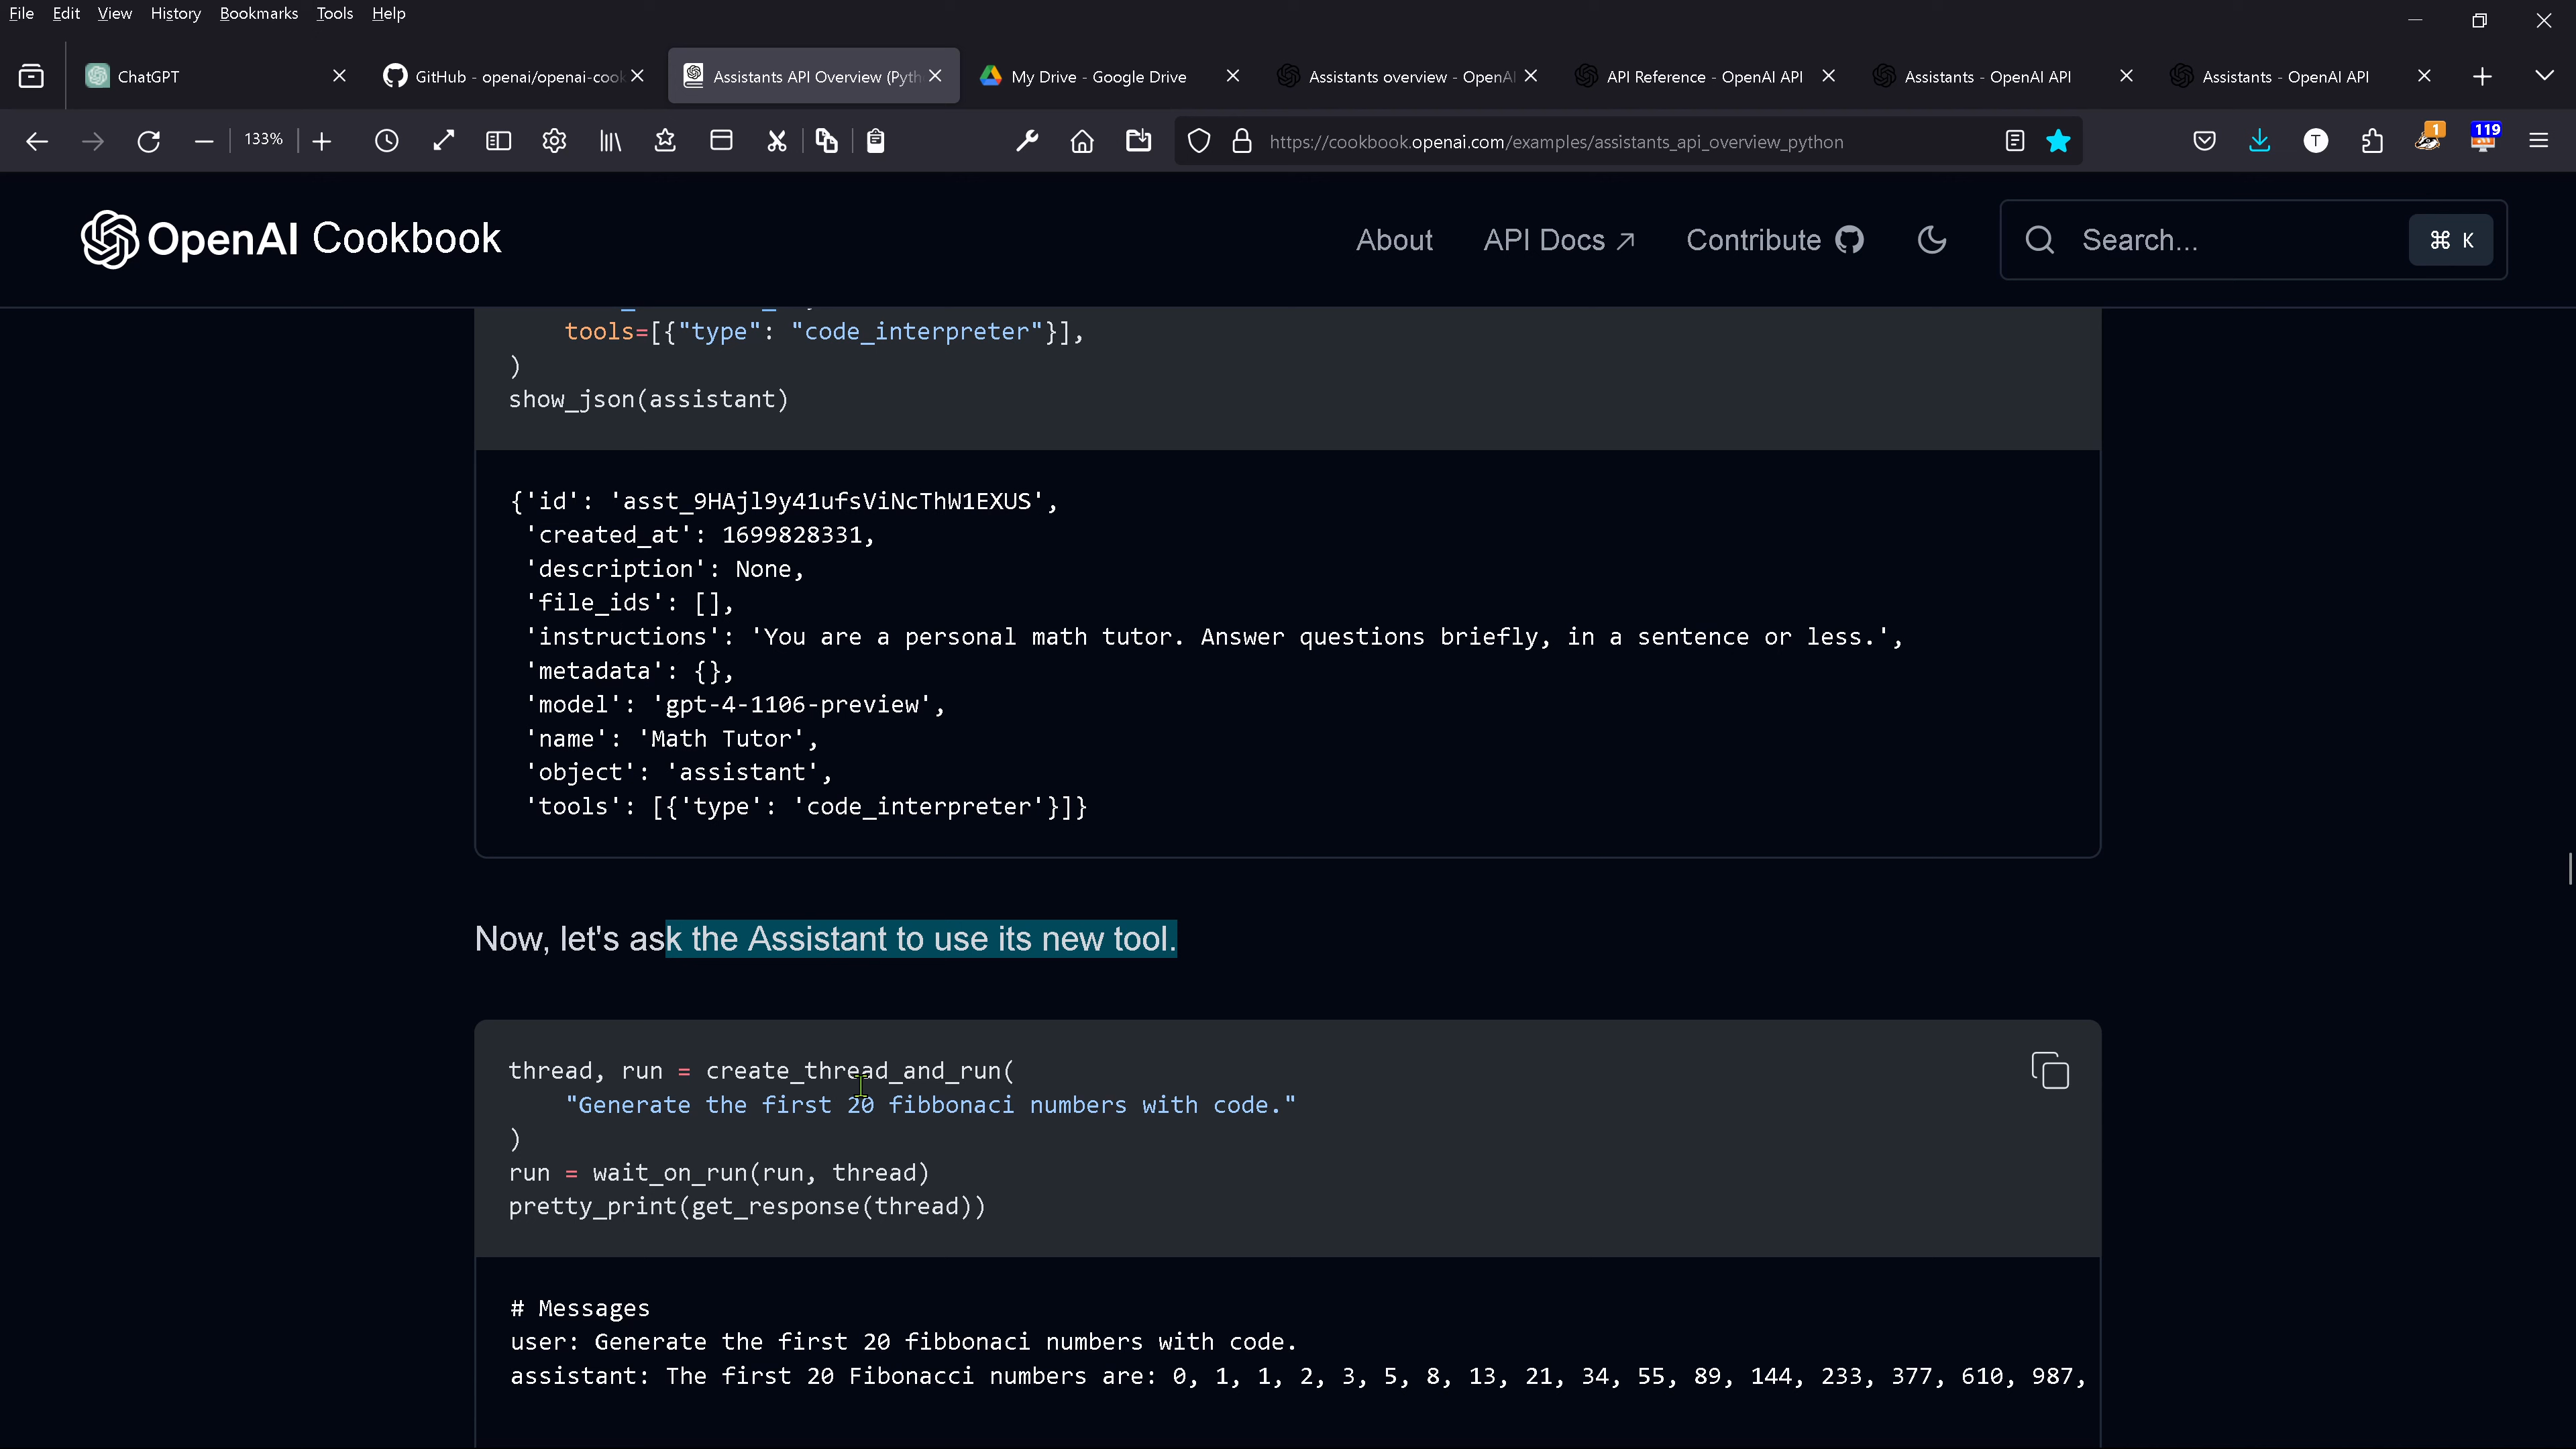 File Edit View History Bookmarks Tools Help
ChatGPT
GitHub - openai/openai-cook
Assistants API Overview (Pyth
My Drive - Google Drive
Assistants overview - OpenAI
API Reference - OpenAI API
Assistants - OpenAI API
Assistants - OpenAI API
133%
https://cookbook.openai.com/examples/assistants_api_overview_python
T
1
119
OpenAI Cookbook
About
API Docs ↗
Contribute
Search...
⌘ K
tools=[{"type": "code_interpreter"}],
)
show_json(assistant)
{'id': 'asst_9HAjl9y41ufsViNcThW1EXUS',
'created_at': 1699828331,
'description': None,
'file_ids': [],
'instructions': 'You are a personal math tutor. Answer questions briefly, in a sentence or less.',
'metadata': {},
'model': 'gpt-4-1106-preview',
'name': 'Math Tutor',
'object': 'assistant',
'tools': [{'type': 'code_interpreter'}]}
Now, let's ask the Assistant to use its new tool.
thread, run = create_thread_and_run(
"Generate the first 20 fibbonaci numbers with code."
)
run = wait_on_run(run, thread)
pretty_print(get_response(thread))
# Messages
user: Generate the first 20 fibbonaci numbers with code.
assistant: The first 20 Fibonacci numbers are: 0, 1, 1, 2, 3, 5, 8, 13, 21, 34, 55, 89, 144, 233, 377, 610, 987,